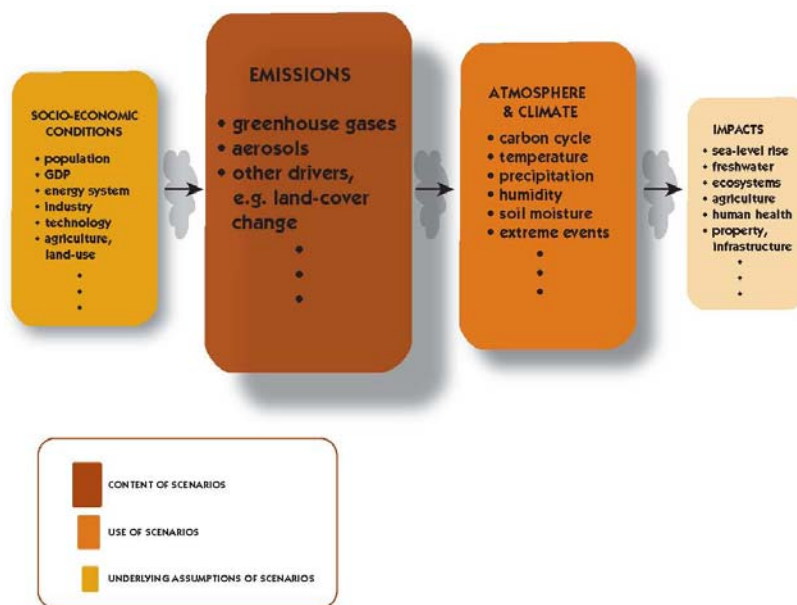 SOCIO-ECONOMIC
CONDITIONS
• population
• GDP
• energy system
• industry
• technology
• agriculture,
land-use
EMISSIONS
• greenhouse gases
• aerosols
• other drivers,
e.g. land-cover
change
ATMOSPHERE
& CLIMATE
• carbon cycle
• temperature
• precipitation
• humidity
• soil moisture
• extreme events
IMPACTS
• sea-level rise
• freshwater
• ecosystems
• agriculture
• human health
• property,
infrastructure
CONTENT OF SCENARIOS
USE OF SCENARIOS
UNDERLYING ASSUMPTIONS OF SCENARIOS